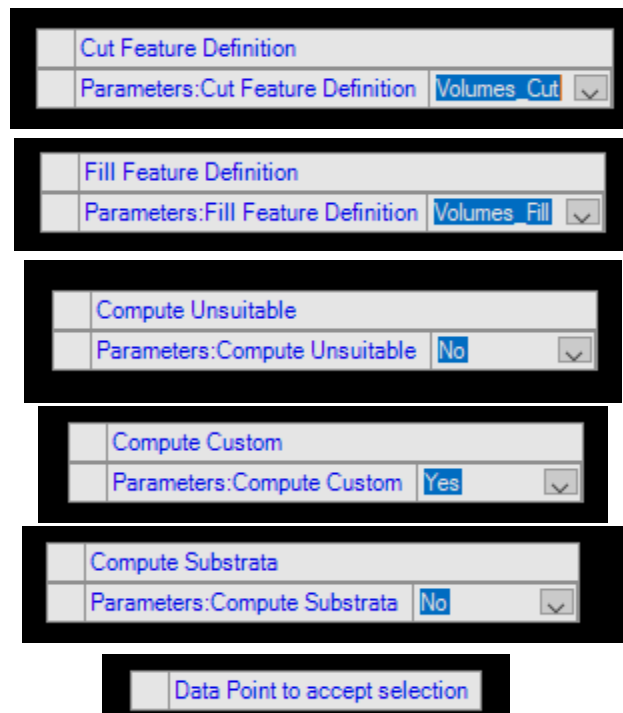 Cut Feature Definition
Parameters:Cut Feature Definition Volumes_Cut
Fill Feature Definition
Parameters:Fill Feature Definition Volumes_Fill
Compute Unsuitable
Parameters:Compute Unsuitable No
Compute Custom
Parameters:Compute Custom Yes
Compute Substrata
Parameters:Compute Substrata No
Data Point to accept selection